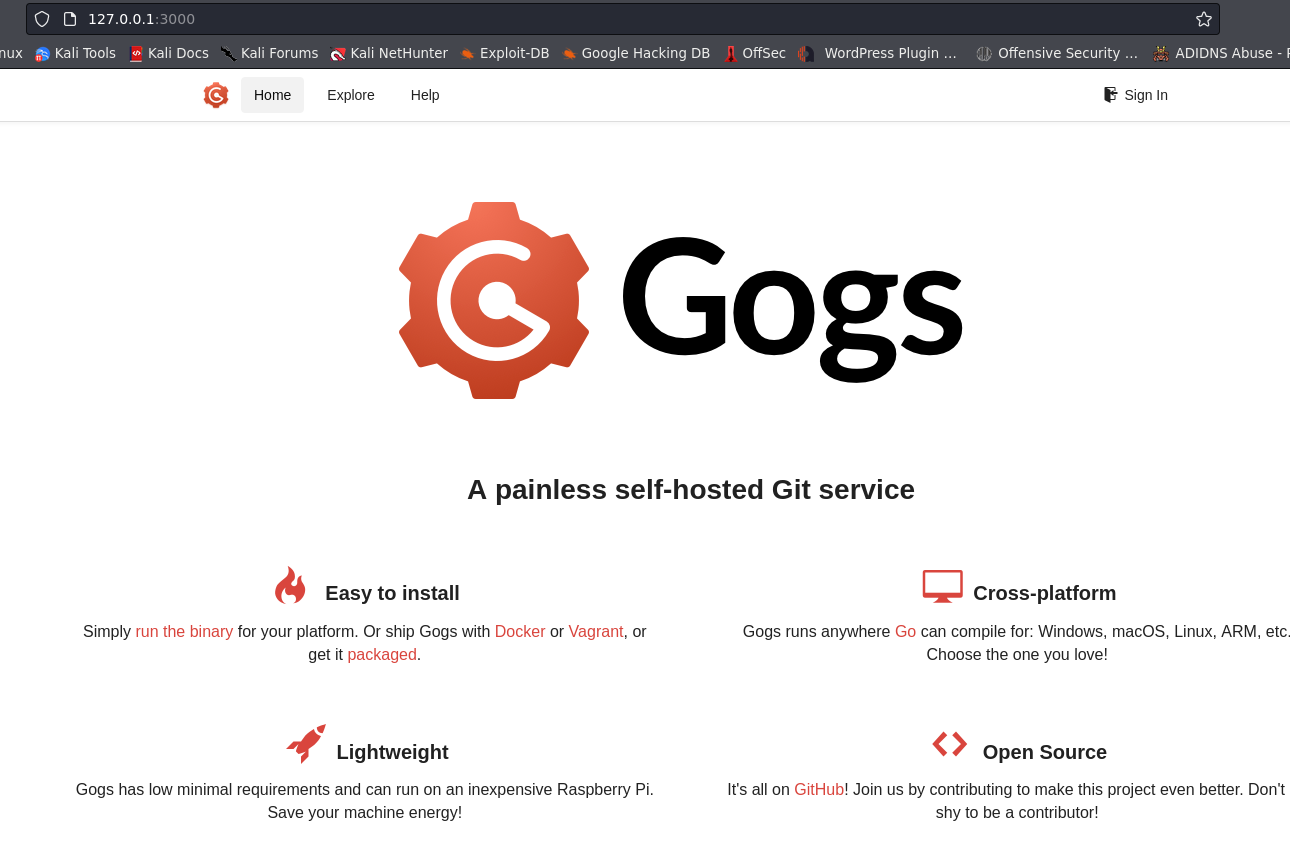 127.0.0.1:3000
nux Kali Tools Kali Docs Kali Forums Kali NetHunter Exploit-DB Google Hacking DB OffSec WordPress Plugin … Offensive Security … ADIDNS Abuse -
Home Explore Help Sign In
Gogs
A painless self-hosted Git service
Easy to install
Simply run the binary for your platform. Or ship Gogs with Docker or Vagrant, or
get it packaged.
Cross-platform
Gogs runs anywhere Go can compile for: Windows, macOS, Linux, ARM, etc.
Choose the one you love!
Lightweight
Gogs has low minimal requirements and can run on an inexpensive Raspberry Pi.
Save your machine energy!
Open Source
It's all on GitHub! Join us by contributing to make this project even better. Don't
shy to be a contributor!